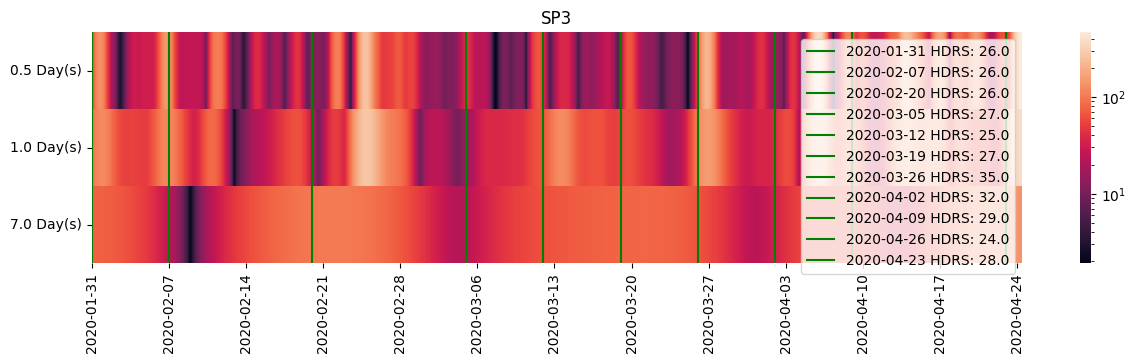 SP3
0.5 Day(s)
1.0 Day(s)
7.0 Day(s)
2020-01-31 HDRS: 26.0
2020-02-07 HDRS: 26.0
2020-02-20 HDRS: 26.0
2020-03-05 HDRS: 27.0
2020-03-12 HDRS: 25.0
2020-03-19 HDRS: 27.0
2020-03-26 HDRS: 35.0
2020-04-02 HDRS: 32.0
2020-04-09 HDRS: 29.0
2020-04-26 HDRS: 24.0
2020-04-23 HDRS: 28.0
10²
10¹
2020-01-31
2020-02-07
2020-02-14
2020-02-21
2020-02-28
2020-03-06
2020-03-13
2020-03-20
2020-03-27
2020-04-03
2020-04-10
2020-04-17
2020-04-24